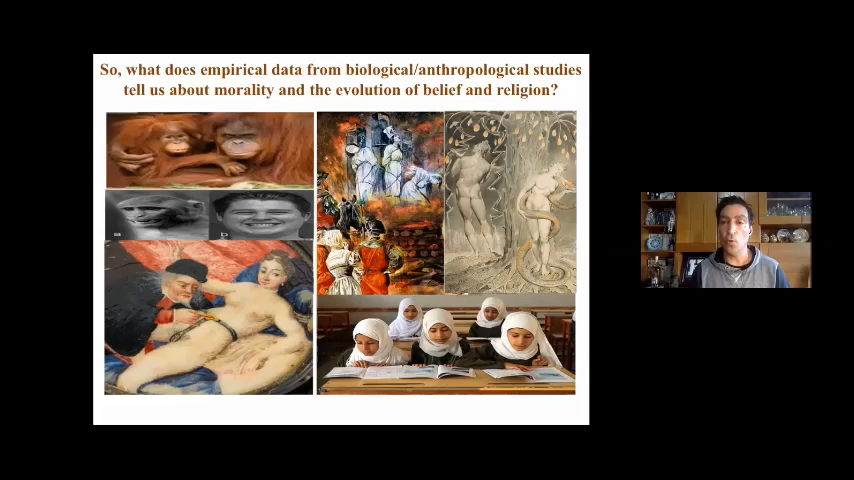 So, what does empirical data from biological/anthropological studies
tell us about morality and the evolution of belief and religion?
a
b